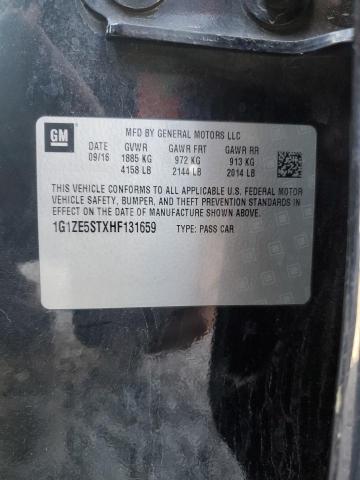 GM
MFD BY GENERAL MOTORS LLC
DATE GVWR GAWR FRT GAWR RR
09/16 1885 KG 972 KG 913 KG
4158 LB 2144 LB 2014 LB
THIS VEHICLE CONFORMS TO ALL APPLICABLE U.S. FEDERAL MOTOR
VEHICLE SAFETY, BUMPER, AND THEFT PREVENTION STANDARDS IN
EFFECT ON THE DATE OF MANUFACTURE SHOWN ABOVE.
1G1ZE5STXHF131659 TYPE: PASS CAR